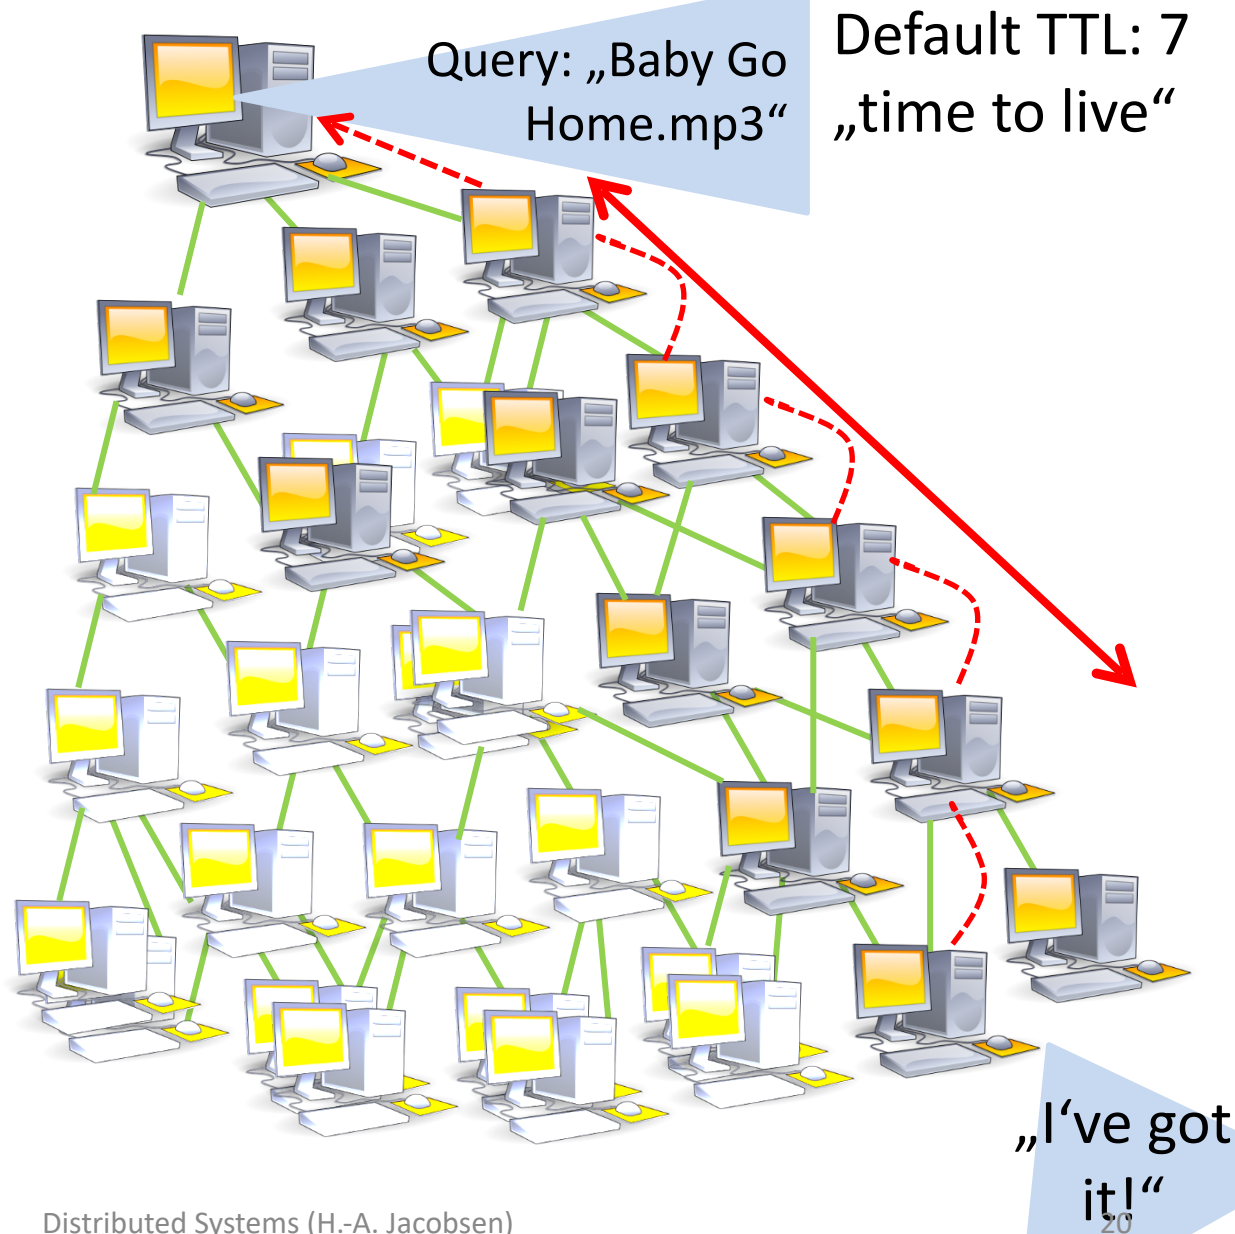 Query: „Baby Go
Home.mp3“
Default TTL: 7
„time to live“
„I‘ve got
it!“
Distributed Systems (H.-A. Jacobsen)
20